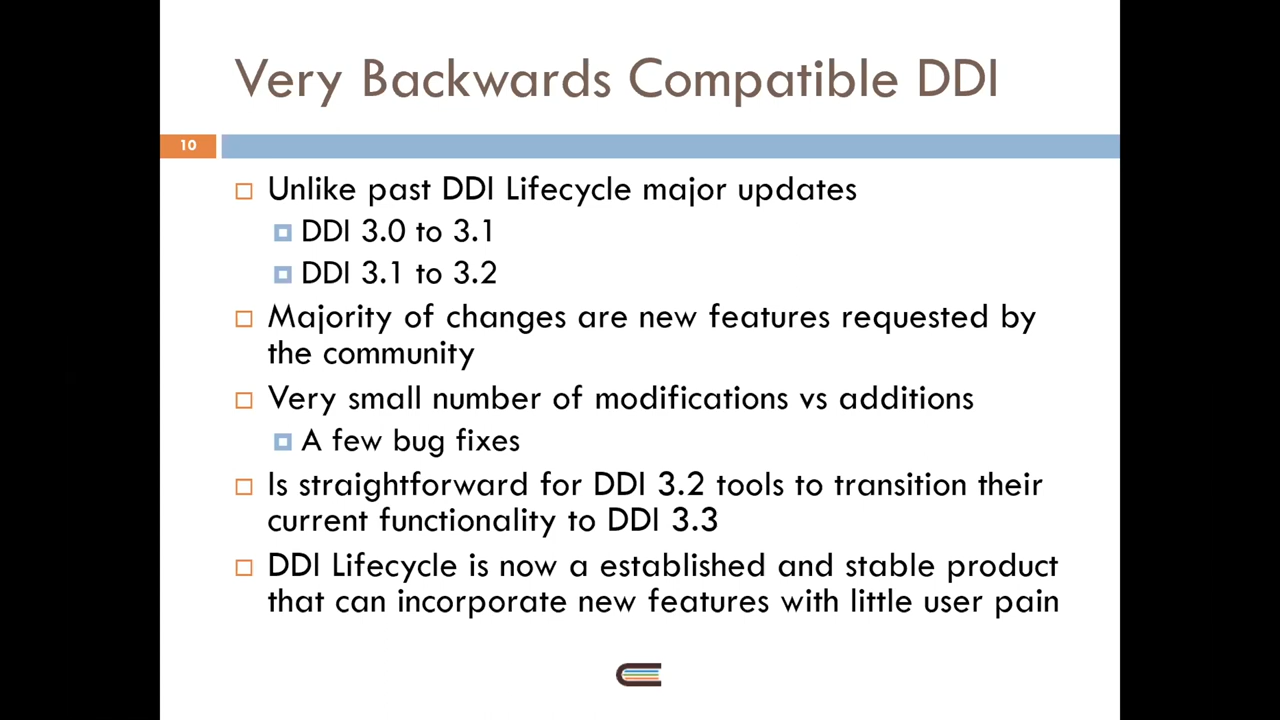 Very Backwards Compatible DDI
10
Unlike past DDI Lifecycle major updates
DDI 3.0 to 3.1
DDI 3.1 to 3.2
Majority of changes are new features requested by
the community
Very small number of modifications vs additions
A few bug fixes
Is straightforward for DDI 3.2 tools to transition their
current functionality to DDI 3.3
DDI Lifecycle is now a established and stable product
that can incorporate new features with little user pain